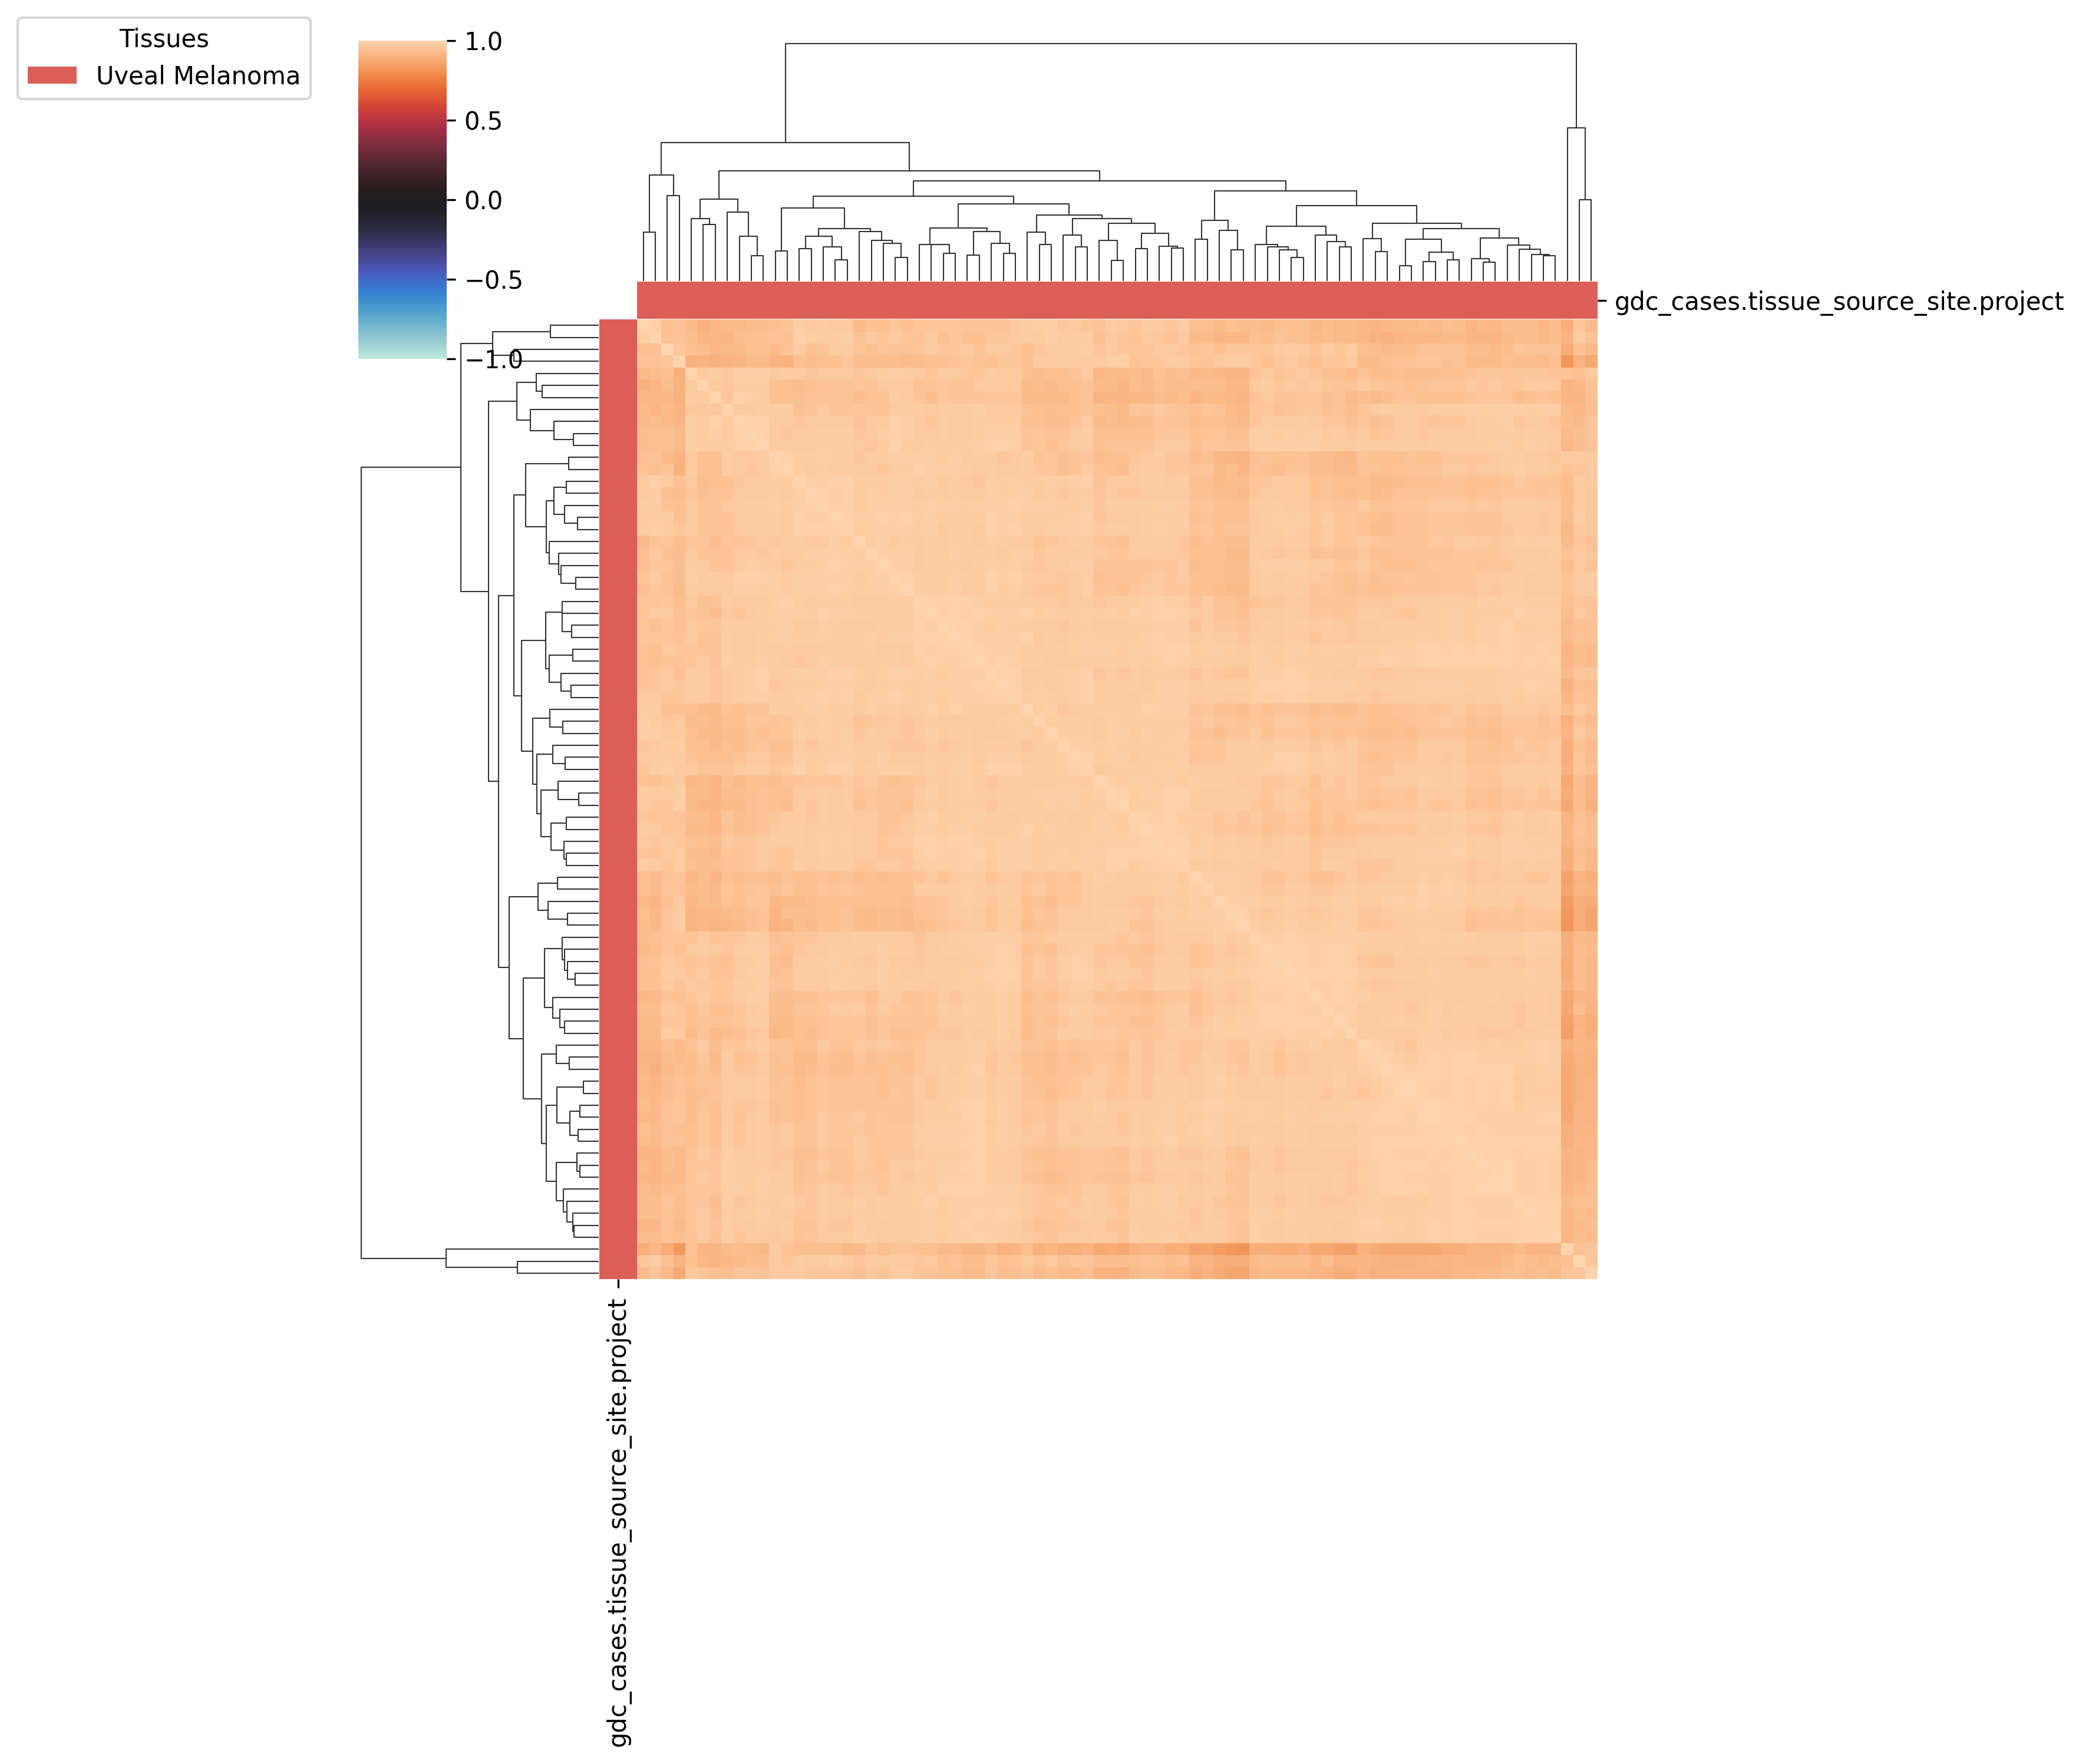 Tissues
Uveal Melanoma
1.0
0.5
0.0
−0.5
−1.0
gdc_cases.tissue_source_site.project
gdc_cases.tissue_source_site.project